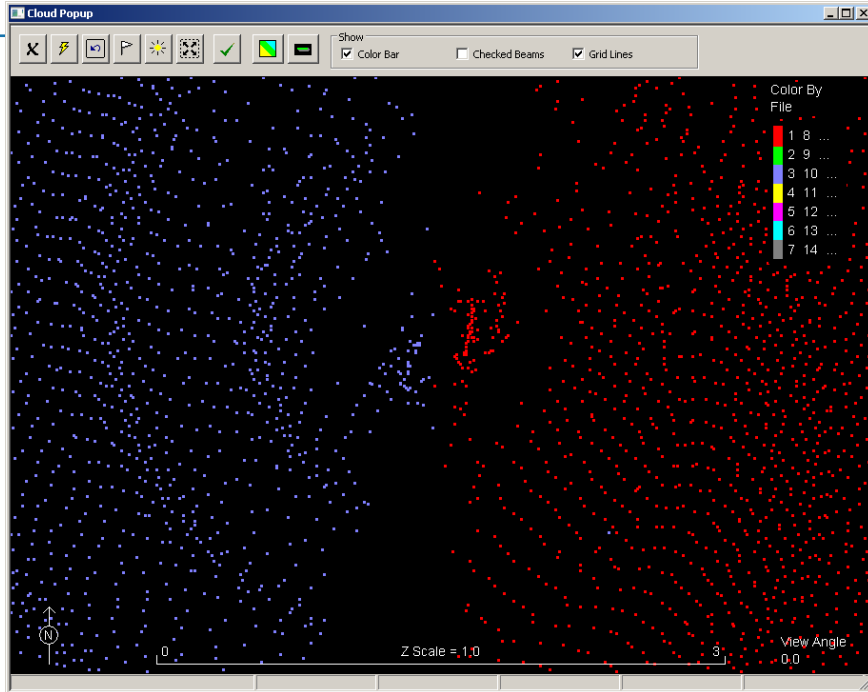 Cloud Popup
Show
Color Bar
Checked Beams
Grid Lines
Color By
File
1 8 ...
2 9 ...
3 10 ...
4 11 ...
5 12 ...
6 13 ...
7 14 ...
N
0
Z Scale = 1.0
3
View Angle
0.0